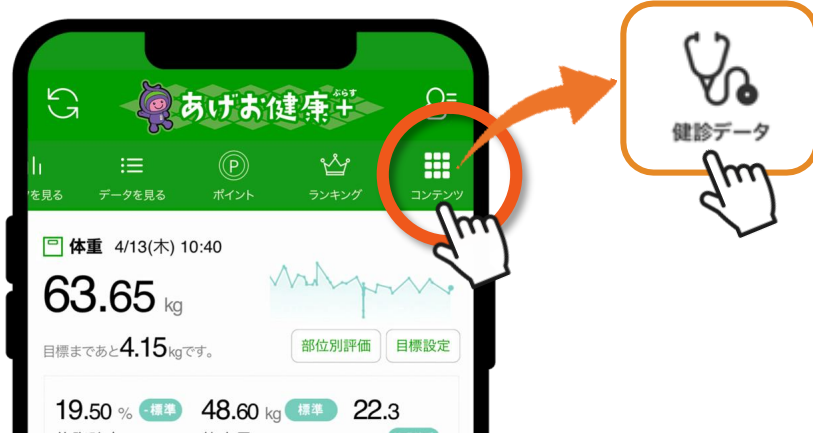 ぷらす
あげお健康+
を見る データを見る ポイント ランキング コンテンツ
健診データ
体重 4/13(木) 10:40
63.65 kg
目標まであと4.15kgです。
部位別評価 目標設定
19.50 % -標準 48.60 kg 標準 22.3